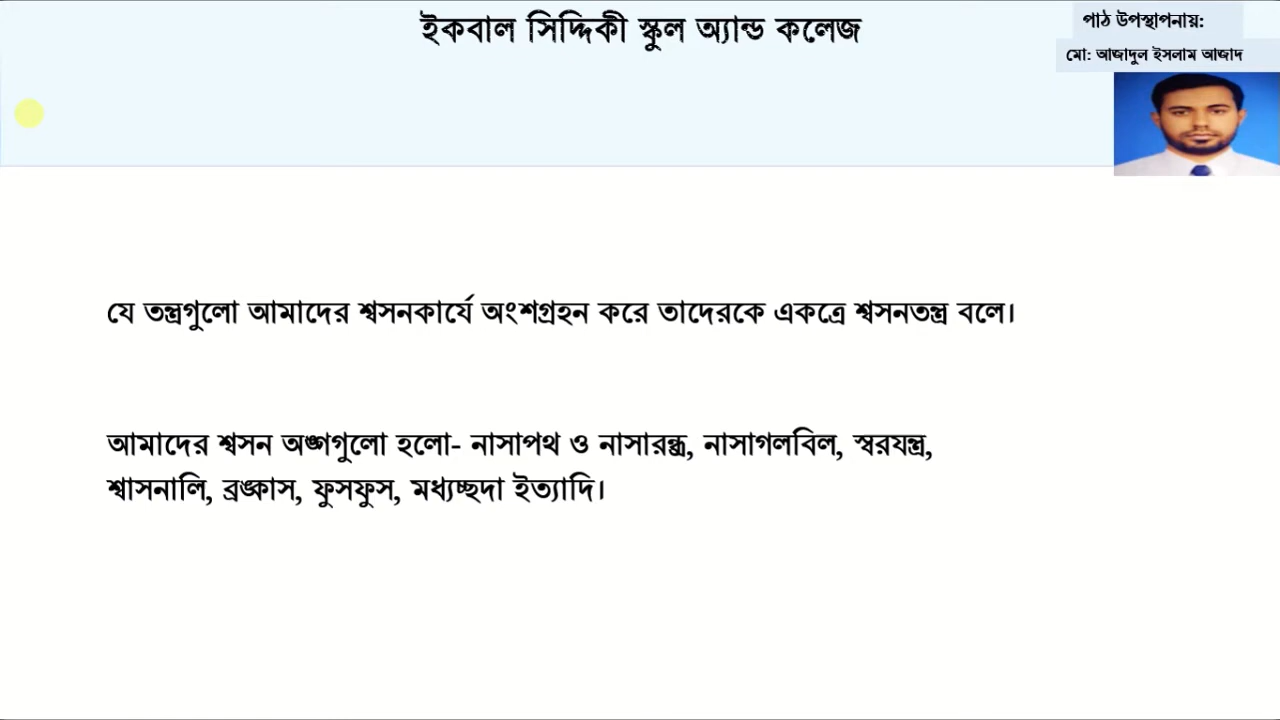 ইকবাল সিদ্দিকী স্কুল অ্যান্ড কলেজ
পাঠ উপস্থাপনায়:
মো: আজাদুল ইসলাম আজাদ
যে তন্ত্রগুলো আমাদের শ্বসনকার্যে অংশগ্রহন করে তাদেরকে একত্রে শ্বসনতন্ত্র বলে।
আমাদের শ্বসন অঙ্গগুলো হলো- নাসাপথ ও নাসারন্ধ্র, নাসাগলবিল, স্বরযন্ত্র,
শ্বাসনালি, ব্রঙ্কাস, ফুসফুস, মধ্যচ্ছদা ইত্যাদি।